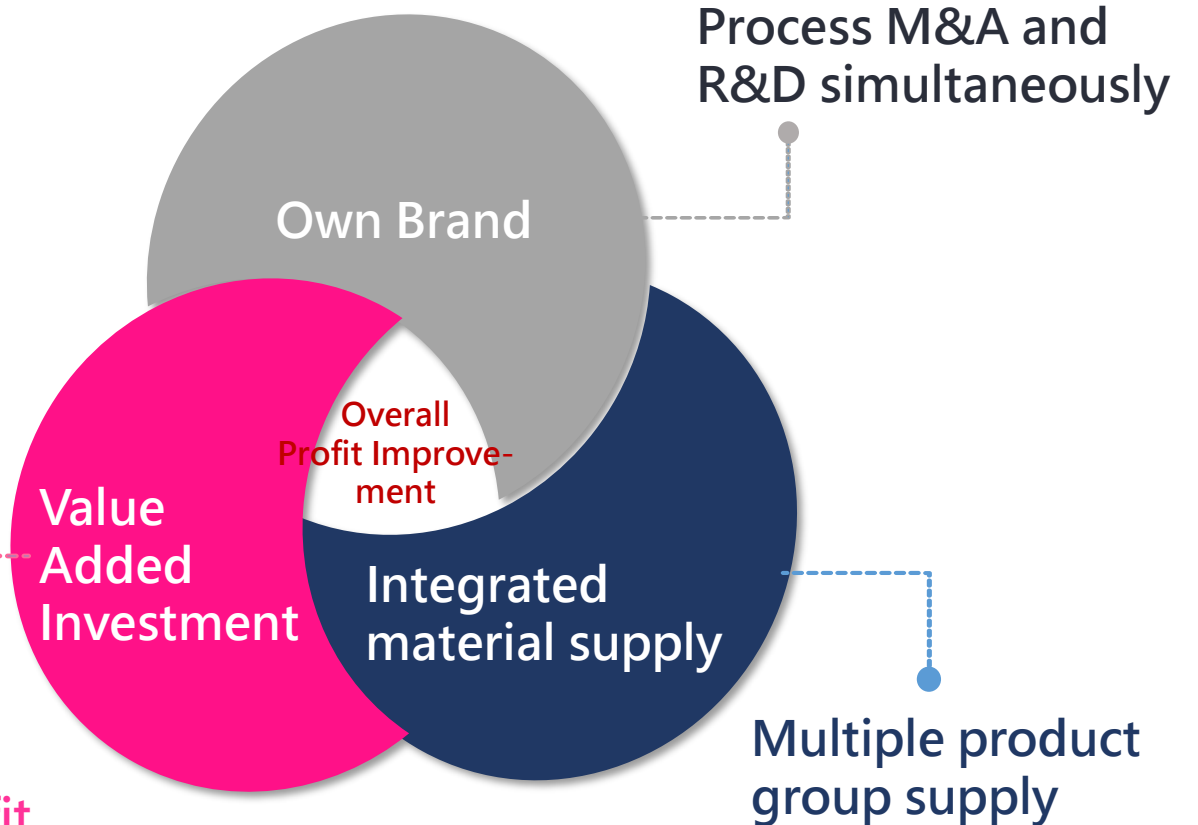 Process M&A and
R&D simultaneously
Own Brand
Overall
Profit Improve-
ment
Value
Added
Investment
Integrated
material supply
Multiple product
group supply